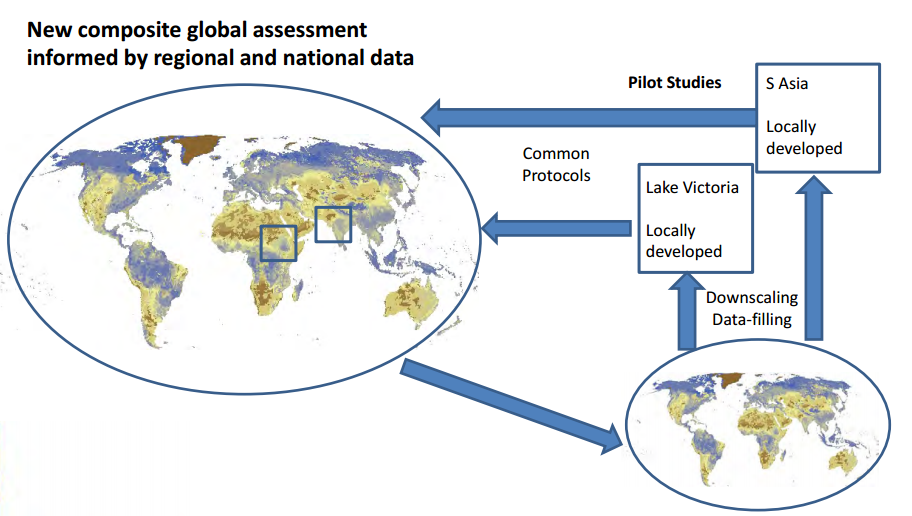 New composite global assessment
informed by regional and national data
Pilot Studies
S Asia
Locally
developed
Common
Protocols
Lake Victoria
Locally
developed
Downscaling
Data-filling